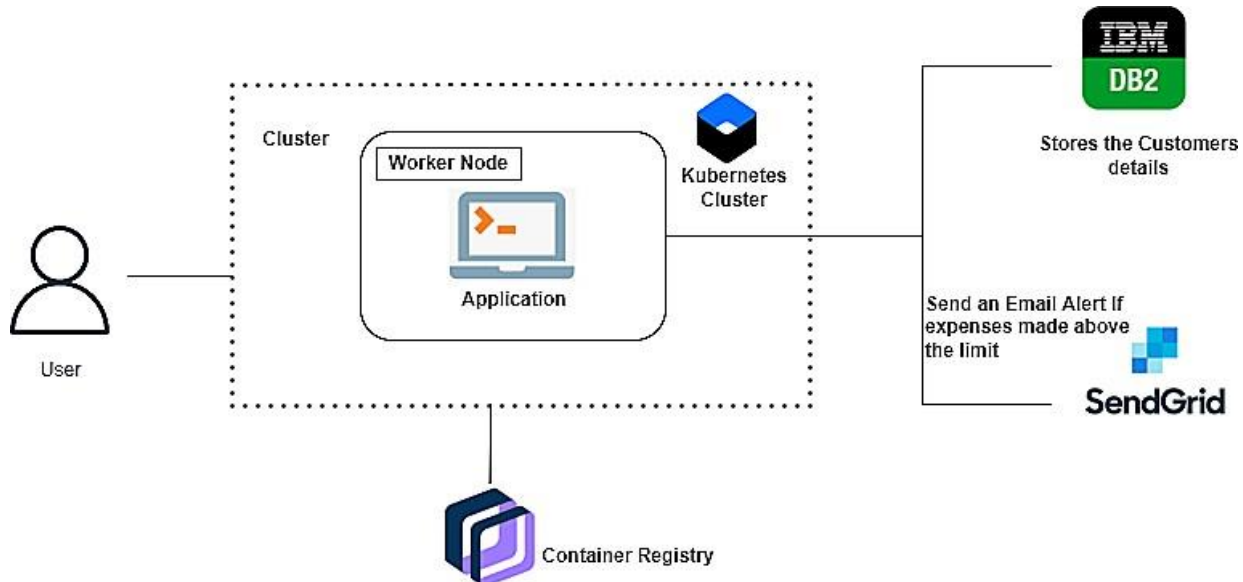 IBM
DB2
Stores the Customers
details
Cluster
Worker Node
Kubernetes
Cluster
Application
User
Send an Email Alert if
expenses made above
the limit
SendGrid
Container Registry